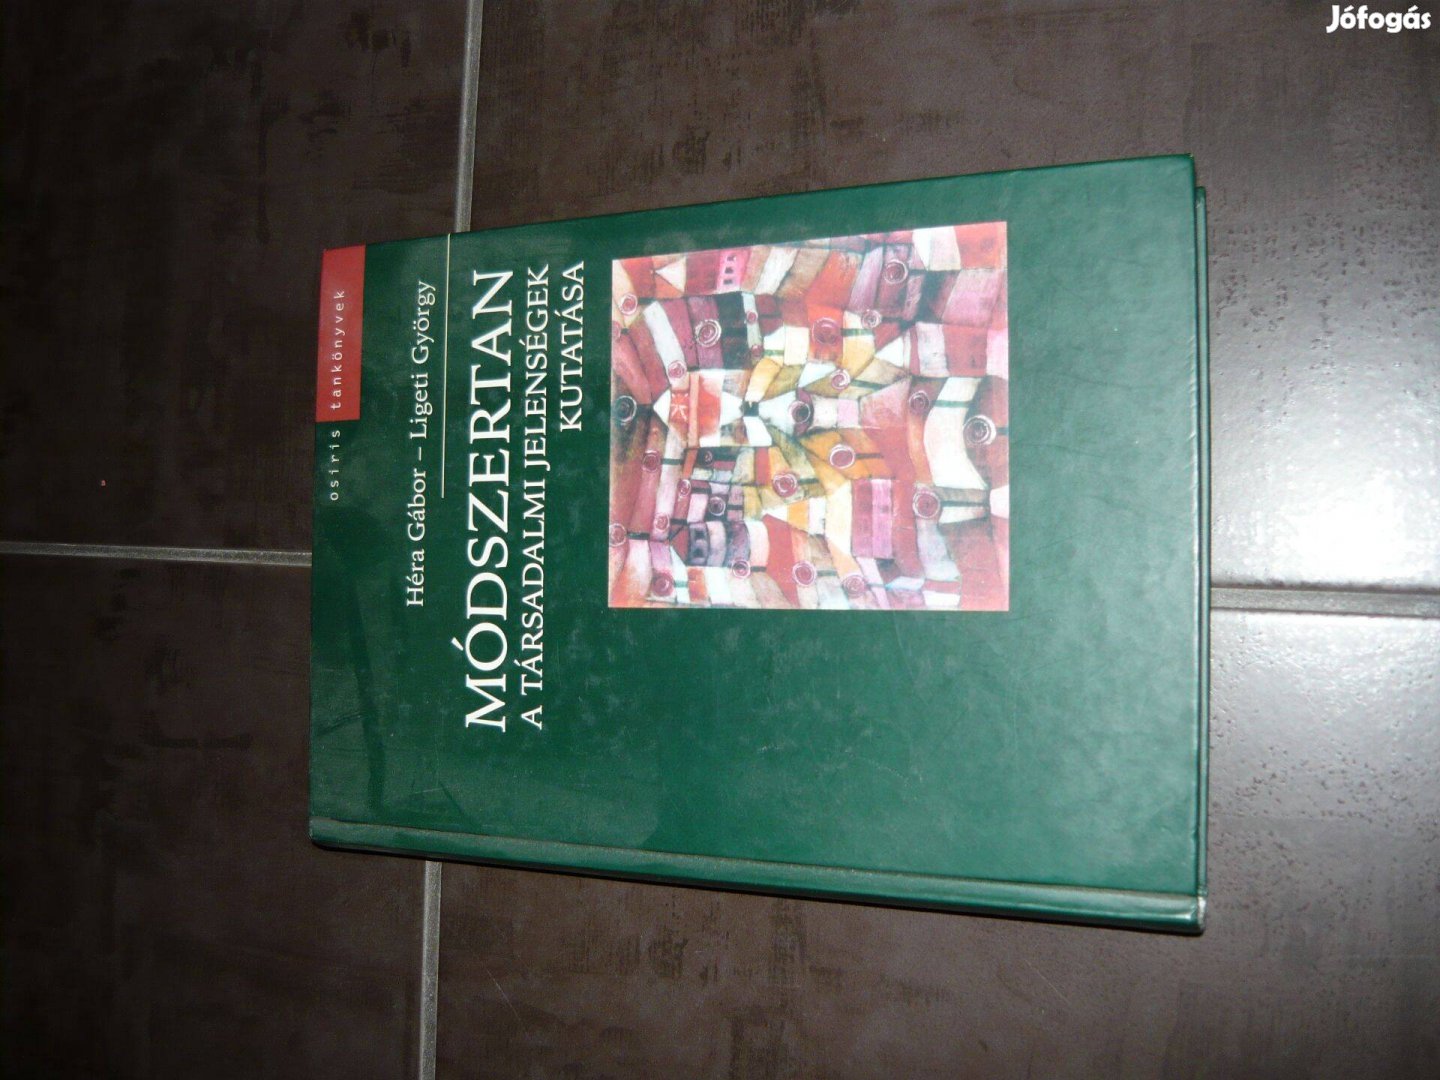 Jófogás
osiris tankönyvek
Héra Gábor – Ligeti György
MÓDSZERTAN
A TÁRSADALMI JELENSÉGEK
KUTATÁSA